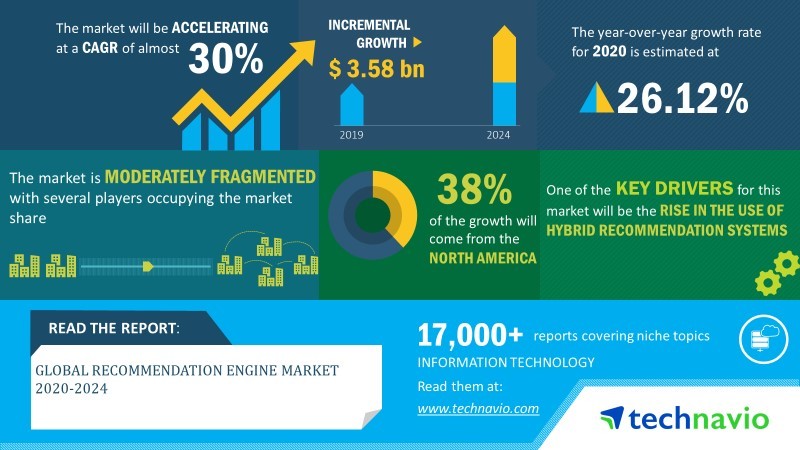 The market will be ACCELERATING
at a CAGR of almost 30%
INCREMENTAL
GROWTH
$ 3.58 bn
2019
2024
The year-over-year growth rate
for 2020 is estimated at
26.12%
The market is MODERATELY FRAGMENTED
with several players occupying the market
share
38%
of the growth will
come from the
NORTH AMERICA
One of the KEY DRIVERS for this
market will be the RISE IN THE USE OF
HYBRID RECOMMENDATION SYSTEMS
READ THE REPORT:
GLOBAL RECOMMENDATION ENGINE MARKET
2020-2024
17,000+ reports covering niche topics
INFORMATION TECHNOLOGY
Read them at:
www.technavio.com
technavio